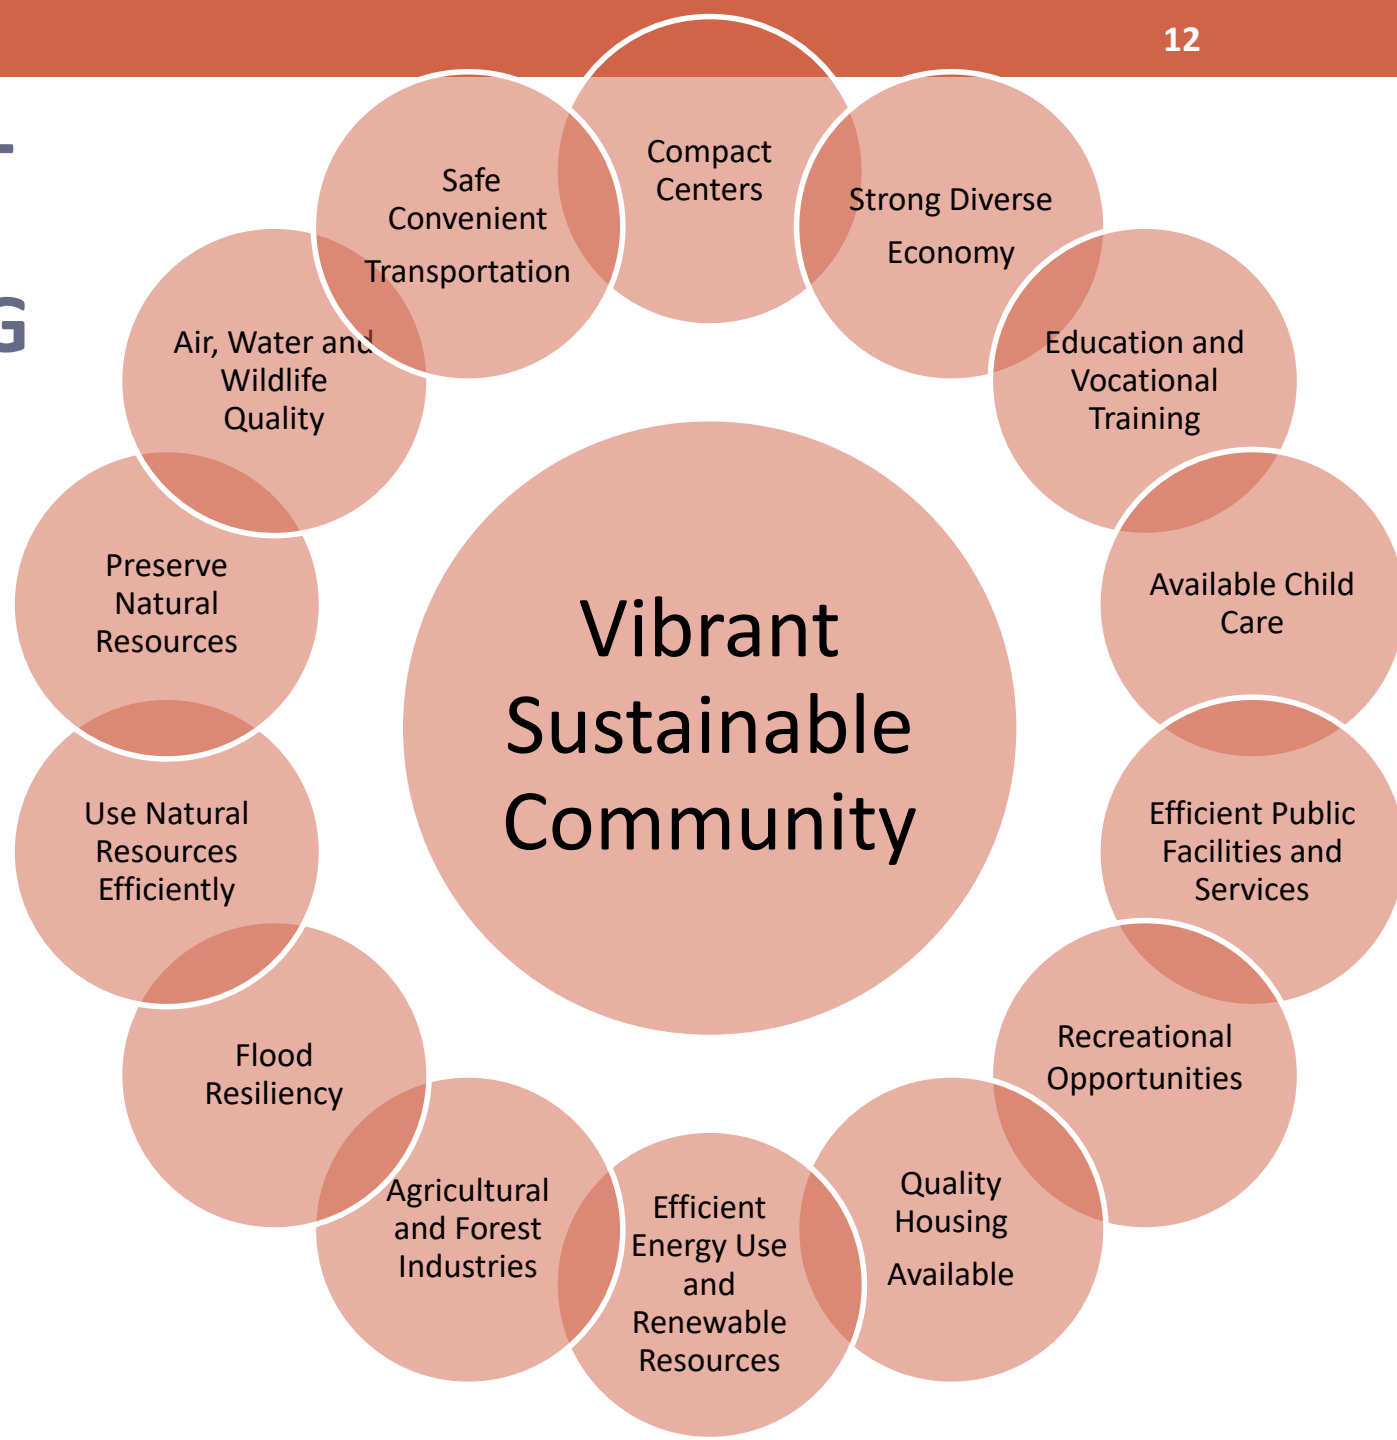 12
G
Compact
Centers
Strong Diverse
Economy
Education and
Vocational
Training
Available Child
Care
Efficient Public
Facilities and
Services
Recreational
Opportunities
Quality
Housing
Available
Efficient
Energy Use
and
Renewable
Resources
Agricultural
and Forest
Industries
Flood
Resiliency
Use Natural
Resources
Efficiently
Preserve
Natural
Resources
Air, Water and
Wildlife
Quality
Safe
Convenient
Transportation
Vibrant
Sustainable
Community